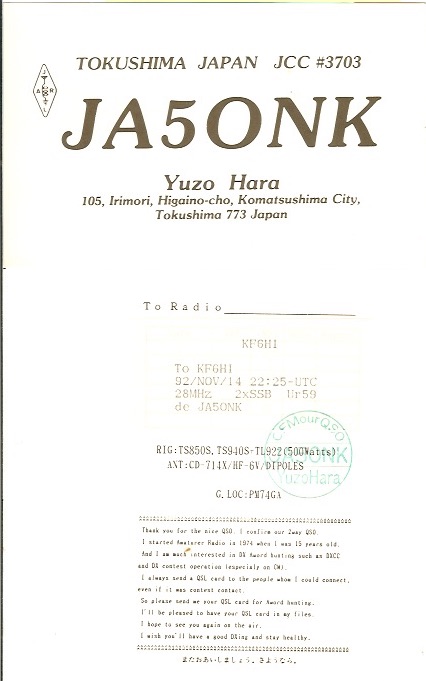 TOKUSHIMA JAPAN JCC #3703
J
A R
L
JA5ONK
Yuzo Hara
105, Irimori, Higaino-cho, Komatsushima City,
Tokushima 773 Japan
To Radio
KF6HI
To KF6HI
92/NOV/14 22:25-UTC
28MHz 2xSSB Ur59
de JA5ONK
CFMourQSO
JA5ONK
YuzoHara
RIG:TS850S, TS940S-TL922(500Watts)
ANT:CD-714X/HF-6V/DIPOLES
G.LOC:PM74GA
Thank you for the nice QSO. I confirm our 2way QSO.
I started Amaturer Radio in 1974 when I was 15 years old.
And I am much interested in DX Award hunting such as DXCC
and DX contest operation (especialy on CW).
I always send a QSL card to the people whom I could connect,
even if it was contest contact.
So please send me your QSL card for Award hunting.
I'll be pleased to have your QSL card in my files.
I hope to see you again on the air.
I wish you'll have a good DXing and stay healthy.
またおあいしましょう。さようなら。